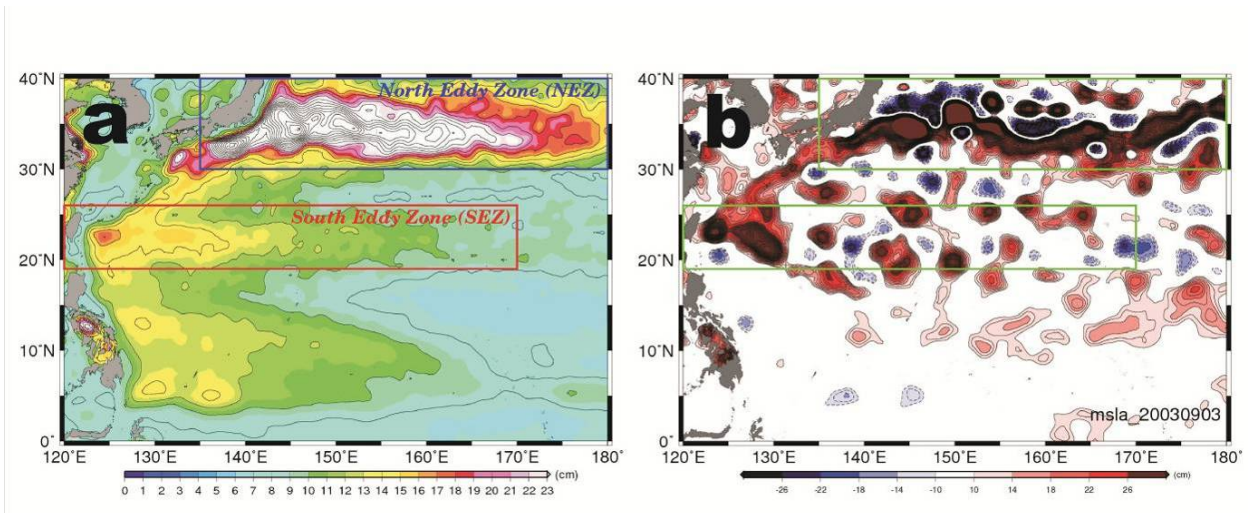 a
North Eddy Zone (NEZ)
South Eddy Zone (SEZ)
40°N
30°N
20°N
10°N
0°
120°E
130°E
140°E
150°E
160°E
170°E
180°
0 1 2 3 4 5 6 7 8 9 10 11 12 13 14 15 16 17 18 19 20 21 22 23
(cm)
b
40°N
30°N
20°N
10°N
0°
msla 20030903
120°E
130°E
140°E
150°E
160°E
170°E
180°
-26 -22 -18 -14 -10 10 14 18 22 26
(cm)